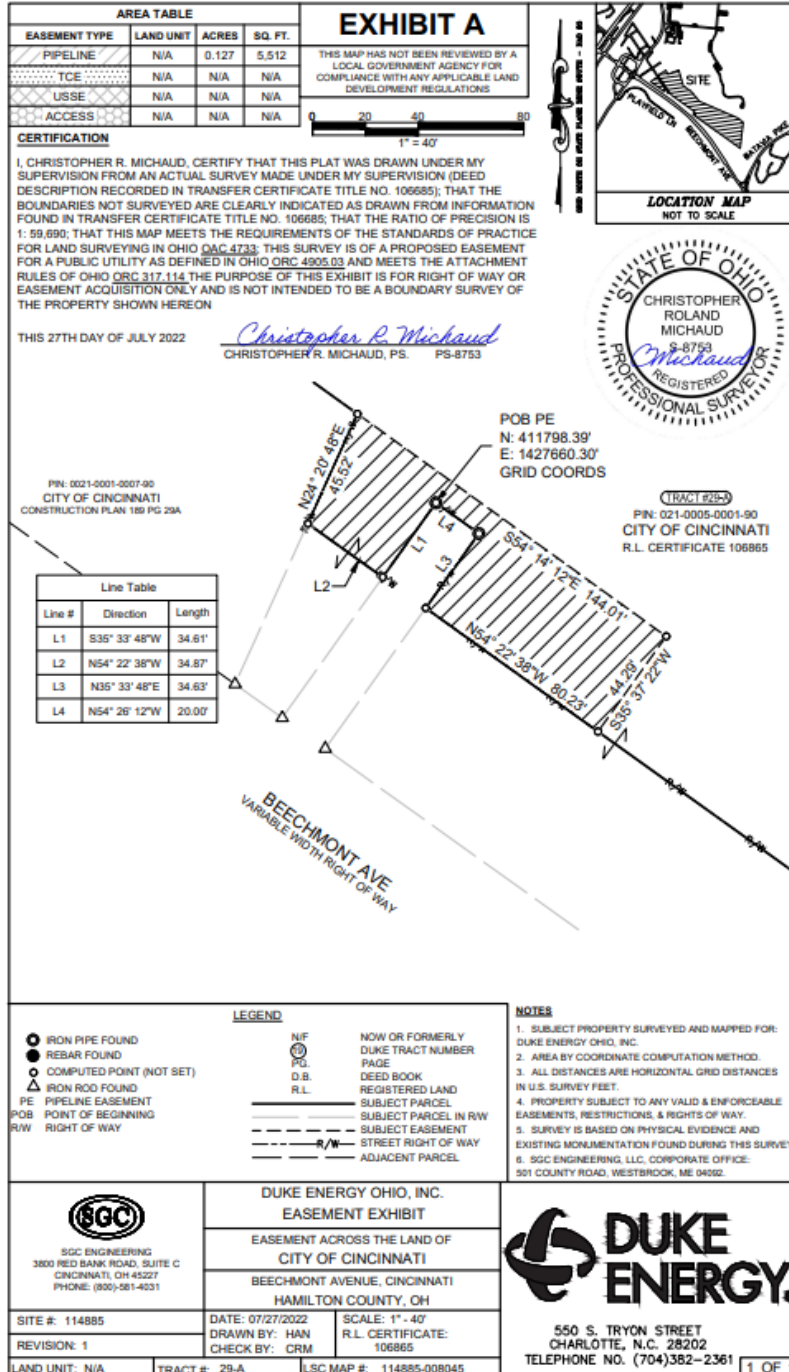 AREA TABLE
EASEMENT TYPE LAND UNIT ACRES SQ. FT.
PIPELINE N/A 0.127 5,512
TCE N/A N/A N/A
USSE N/A N/A N/A
ACCESS N/A N/A N/A
EXHIBIT A
THIS MAP HAS NOT BEEN REVIEWED BY A
LOCAL GOVERNMENT AGENCY FOR
COMPLIANCE WITH ANY APPLICABLE LAND
DEVELOPMENT REGULATIONS
0 20 40 80
1" = 40'
SITE
PLAYFIELD LN
BEECHMONT AVE
BATAVIA PIKE
LOCATION MAP
NOT TO SCALE
CERTIFICATION
I, CHRISTOPHER R. MICHAUD, CERTIFY THAT THIS PLAT WAS DRAWN UNDER MY
SUPERVISION FROM AN ACTUAL SURVEY MADE UNDER MY SUPERVISION (DEED
DESCRIPTION RECORDED IN TRANSFER CERTIFICATE TITLE NO. 106685); THAT THE
BOUNDARIES NOT SURVEYED ARE CLEARLY INDICATED AS DRAWN FROM INFORMATION
FOUND IN TRANSFER CERTIFICATE TITLE NO. 106685; THAT THE RATIO OF PRECISION IS
1: 59,690; THAT THIS MAP MEETS THE REQUIREMENTS OF THE STANDARDS OF PRACTICE
FOR LAND SURVEYING IN OHIO OAC 4733; THIS SURVEY IS OF A PROPOSED EASEMENT
FOR A PUBLIC UTILITY AS DEFINED IN OHIO ORC 4905.03 AND MEETS THE ATTACHMENT
RULES OF OHIO ORC 317.114 THE PURPOSE OF THIS EXHIBIT IS FOR RIGHT OF WAY OR
EASEMENT ACQUISITION ONLY AND IS NOT INTENDED TO BE A BOUNDARY SURVEY OF
THE PROPERTY SHOWN HEREON
THIS 27TH DAY OF JULY 2022
Christopher R. Michaud
CHRISTOPHER R. MICHAUD, PS. PS-8753
STATE OF OHIO
CHRISTOPHER
ROLAND
MICHAUD
S-8753
CMichaud
REGISTERED
PROFESSIONAL SURVEYOR
POB PE
N: 411798.39'
E: 1427660.30'
GRID COORDS
PIN: 0021-0001-0007-90
CITY OF CINCINNATI
CONSTRUCTION PLAN 189 PG 29A
N24° 20' 48"E
45.52'
TRACT #29-A
PIN: 021-0005-0001-90
CITY OF CINCINNATI
R.L. CERTIFICATE 106865
L4
L1
L3
L2
S54° 14' 12"E 144.01'
N54° 22' 38"W 80.23'
44.29'
S35° 37' 22"W
R/W
R/W
Line Table
Line # Direction Length
L1 S35° 33' 48"W 34.61'
L2 N54° 22' 38"W 34.87'
L3 N35° 33' 48"E 34.63'
L4 N54° 26' 12"W 20.00'
BEECHMONT AVE
VARIABLE WIDTH RIGHT OF WAY
LEGEND
IRON PIPE FOUND
REBAR FOUND
COMPUTED POINT (NOT SET)
IRON ROD FOUND
PE PIPELINE EASEMENT
POB POINT OF BEGINNING
R/W RIGHT OF WAY
N/F NOW OR FORMERLY
DUKE TRACT NUMBER
PG. PAGE
D.B. DEED BOOK
R.L. REGISTERED LAND
SUBJECT PARCEL
SUBJECT PARCEL IN R/W
SUBJECT EASEMENT
R/W STREET RIGHT OF WAY
ADJACENT PARCEL
NOTES
1. SUBJECT PROPERTY SURVEYED AND MAPPED FOR:
DUKE ENERGY OHIO, INC.
2. AREA BY COORDINATE COMPUTATION METHOD.
3. ALL DISTANCES ARE HORIZONTAL GRID DISTANCES
IN U.S. SURVEY FEET.
4. PROPERTY SUBJECT TO ANY VALID & ENFORCEABLE
EASEMENTS, RESTRICTIONS, & RIGHTS OF WAY.
5. SURVEY IS BASED ON PHYSICAL EVIDENCE AND
EXISTING MONUMENTATION FOUND DURING THIS SURVEY
6. SGC ENGINEERING, LLC, CORPORATE OFFICE:
501 COUNTY ROAD, WESTBROOK, ME 04092.
SGC
SGC ENGINEERING
3800 RED BANK ROAD, SUITE C
CINCINNATI, OH 45227
PHONE: (800)-581-4031
DUKE ENERGY OHIO, INC.
EASEMENT EXHIBIT
EASEMENT ACROSS THE LAND OF
CITY OF CINCINNATI
BEECHMONT AVENUE, CINCINNATI
HAMILTON COUNTY, OH
SITE #: 114885
REVISION: 1
DATE: 07/27/2022
DRAWN BY: HAN
CHECK BY: CRM
SCALE: 1" - 40'
R.L. CERTIFICATE:
106865
LAND UNIT: N/A TRACT #: 29-A LSC MAP #: 114885-008045
DUKE
ENERGY.
550 S. TRYON STREET
CHARLOTTE, N.C. 28202
TELEPHONE NO. (704)382-2361
1 OF